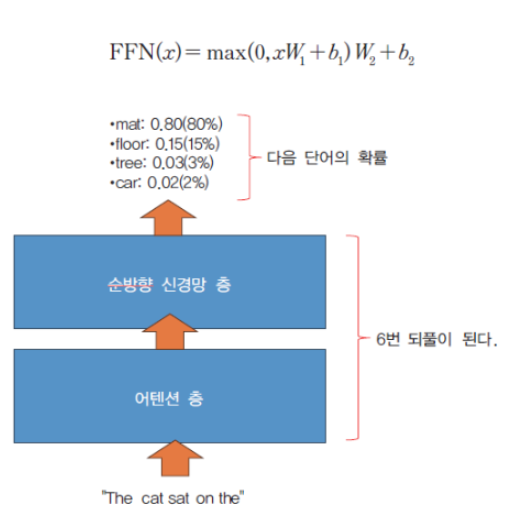 FFN(x) = max(0, xW₁+b₁)W₂+b₂
•mat: 0.80(80%)
•floor: 0.15(15%)
•tree: 0.03(3%)
•car: 0.02(2%)
다음 단어의 확률
순방향 신경망 층
6번 되풀이 된다.
어텐션 층
"The cat sat on the"